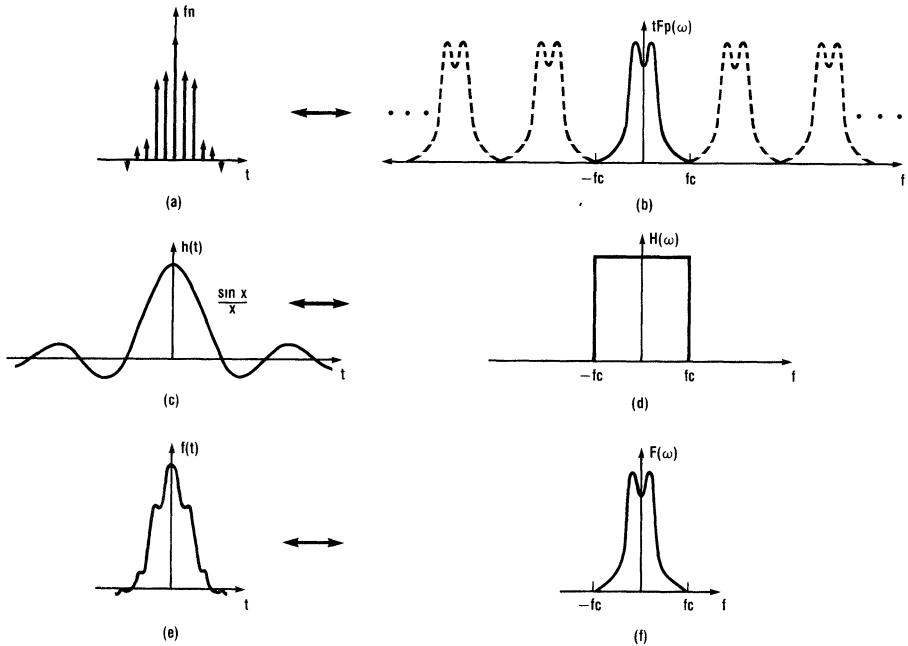 fn
t
(a)
tFp(ω)
• • • •
• • • •
−fc
fc
f
(b)
h(t)
sin x
x
t
(c)
H(ω)
−fc
fc
f
(d)
f(t)
t
(e)
F(ω)
−fc
fc
f
(f)